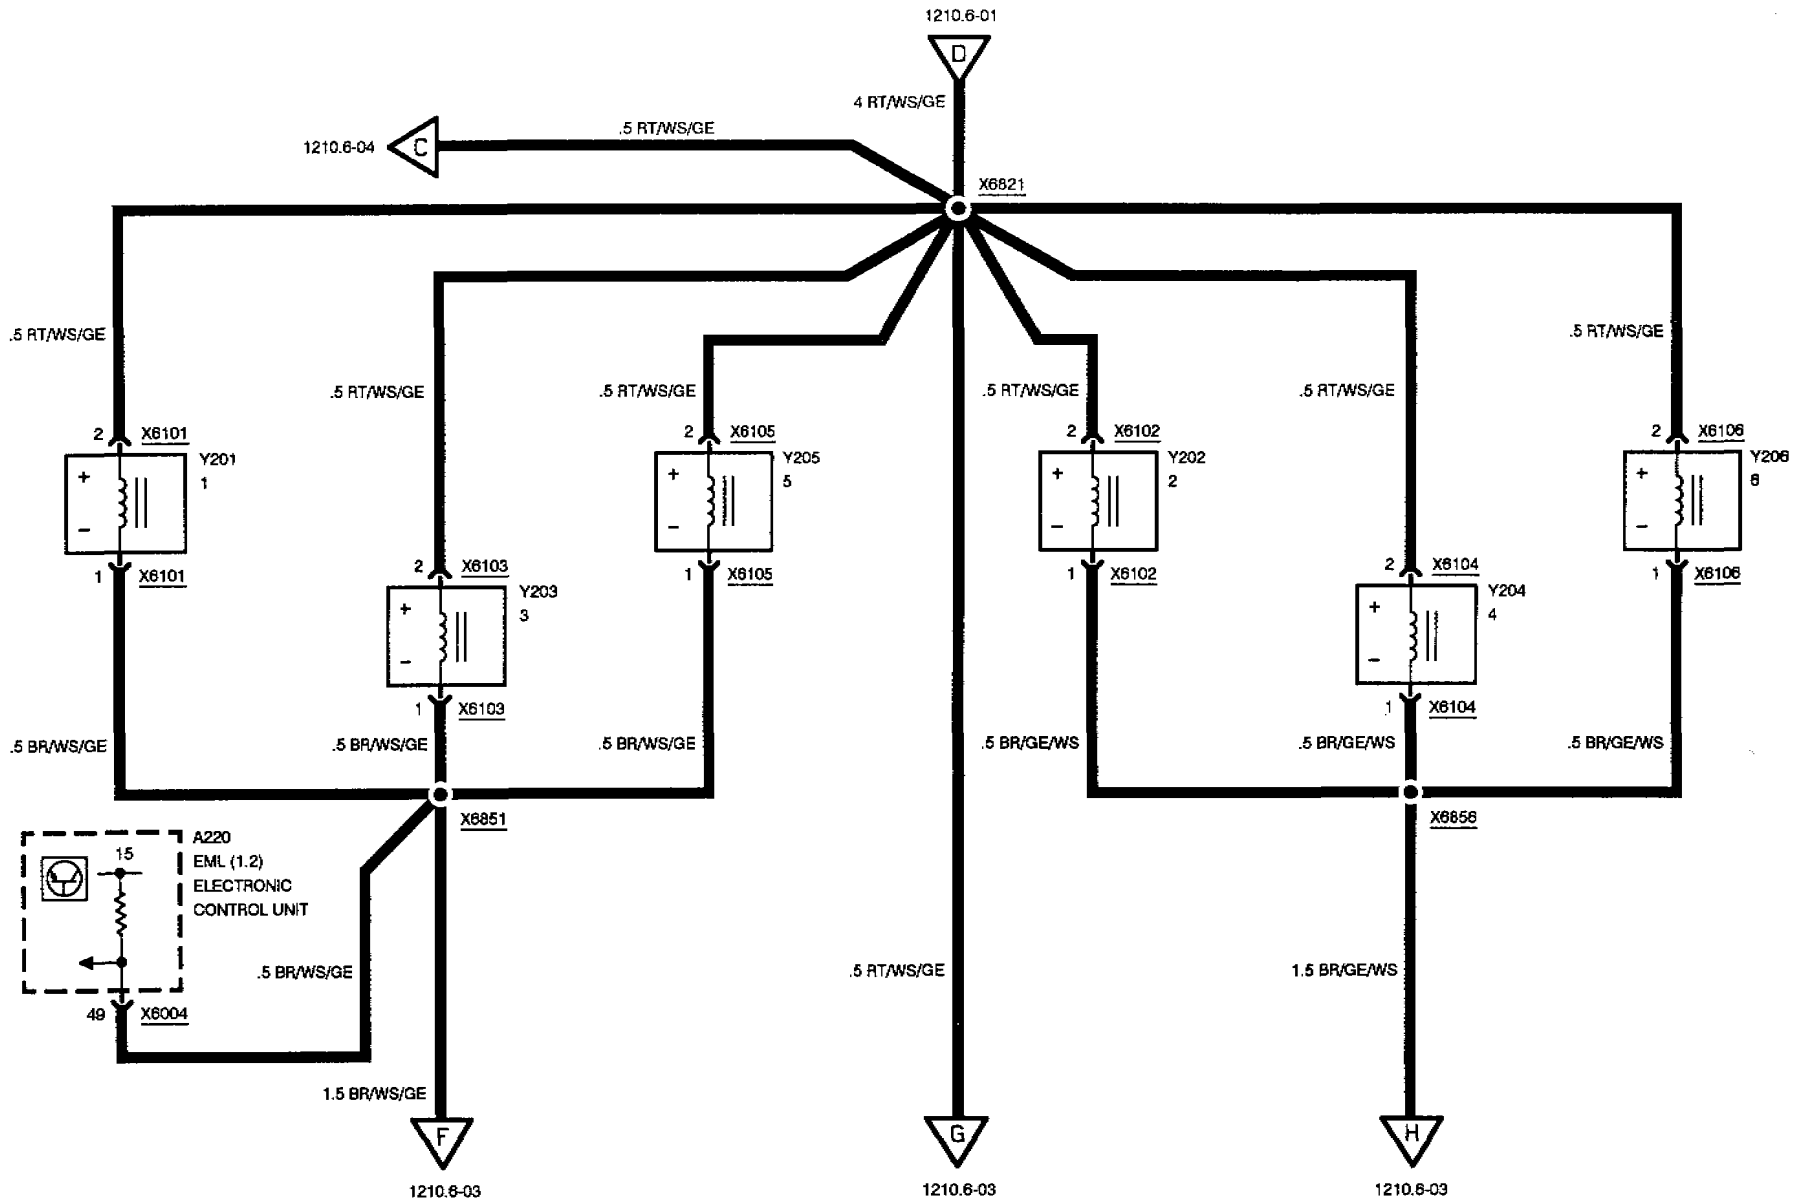 1210.6-01
D
4 RT/WS/GE
.5 RT/WS/GE
1210.6-04
C
X6821
.5 RT/WS/GE
.5 RT/WS/GE
.5 RT/WS/GE
.5 RT/WS/GE
.5 RT/WS/GE
.5 RT/WS/GE
2 X6101
2 X6105
2 X6102
2 X6106
Y201
1
+
-
Y205
5
+
-
Y202
2
+
-
Y206
6
+
-
1 X6101
1 X6105
1 X6102
1 X6106
2 X6103
2 X6104
Y203
3
+
-
Y204
4
+
-
1 X6103
1 X6104
.5 BR/WS/GE
.5 BR/WS/GE
.5 BR/WS/GE
.5 BR/GE/WS
.5 BR/GE/WS
.5 BR/GE/WS
X6851
X6856
A220
EML (1.2)
ELECTRONIC
CONTROL UNIT
15
.5 BR/WS/GE
.5 RT/WS/GE
1.5 BR/GE/WS
49 X6004
1.5 BR/WS/GE
F
G
H
1210.6-03
1210.6-03
1210.6-03